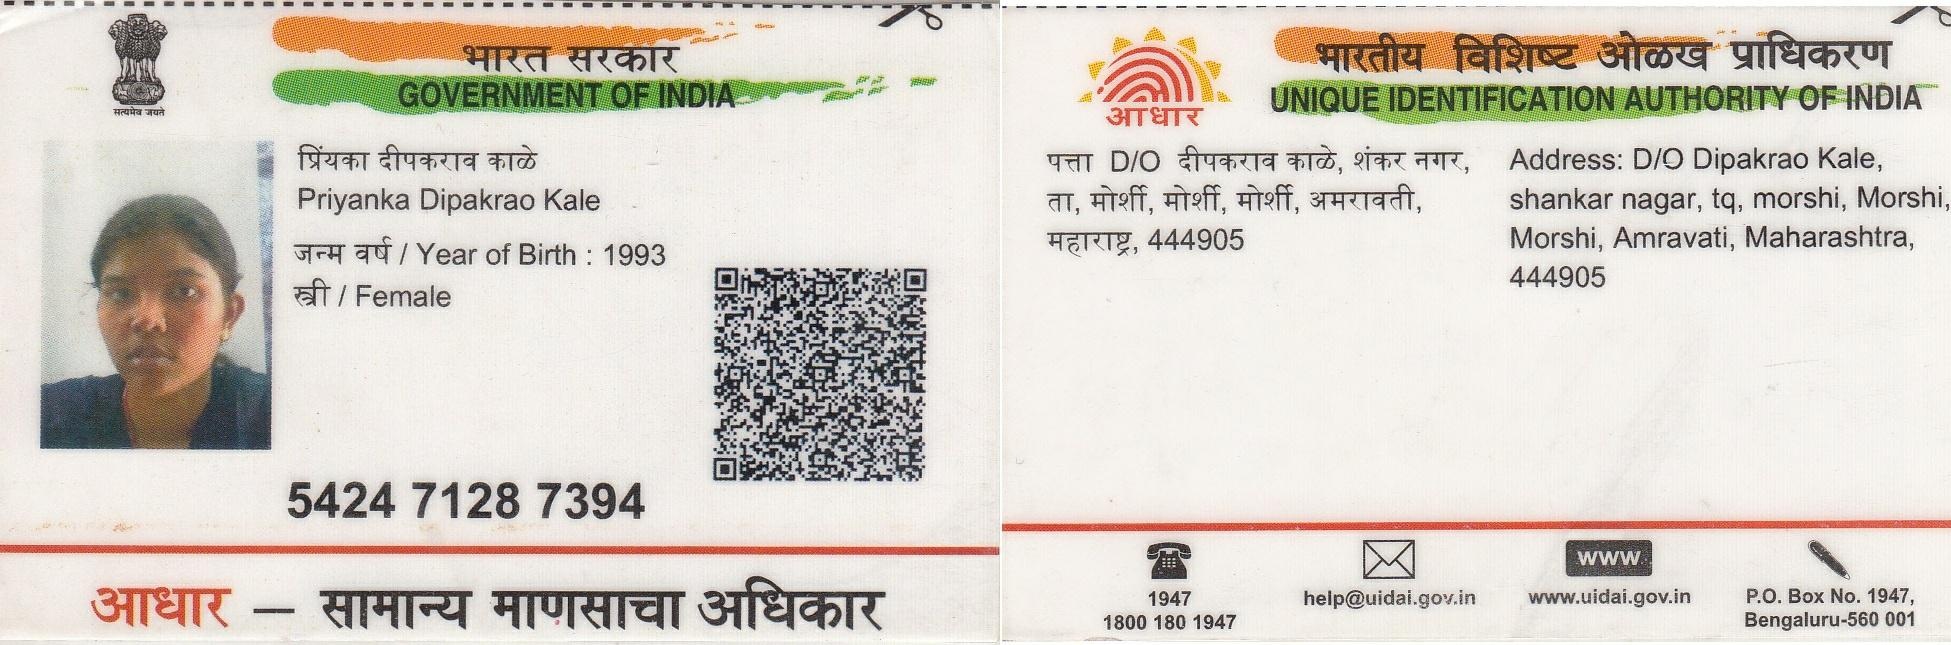 भारत सरकार
GOVERNMENT OF INDIA
सत्यमेव जयते
प्रिंयका दीपकराव काळे
Priyanka Dipakrao Kale
जन्म वर्ष / Year of Birth : 1993
स्त्री / Female
5424 7128 7394
आधार – सामान्य माणसाचा अधिकार
भारतीय विशिष्ट ओळख प्राधिकरण
UNIQUE IDENTIFICATION AUTHORITY OF INDIA
आधार
पत्ता D/O दीपकराव काळे, शंकर नगर,
ता, मोर्शी, मोर्शी, मोर्शी, अमरावती,
महाराष्ट्र, 444905
Address: D/O Dipakrao Kale,
shankar nagar, tq, morshi, Morshi,
Morshi, Amravati, Maharashtra,
444905
1947
1800 180 1947
help@uidai.gov.in
www
www.uidai.gov.in
P.O. Box No. 1947,
Bengaluru-560 001